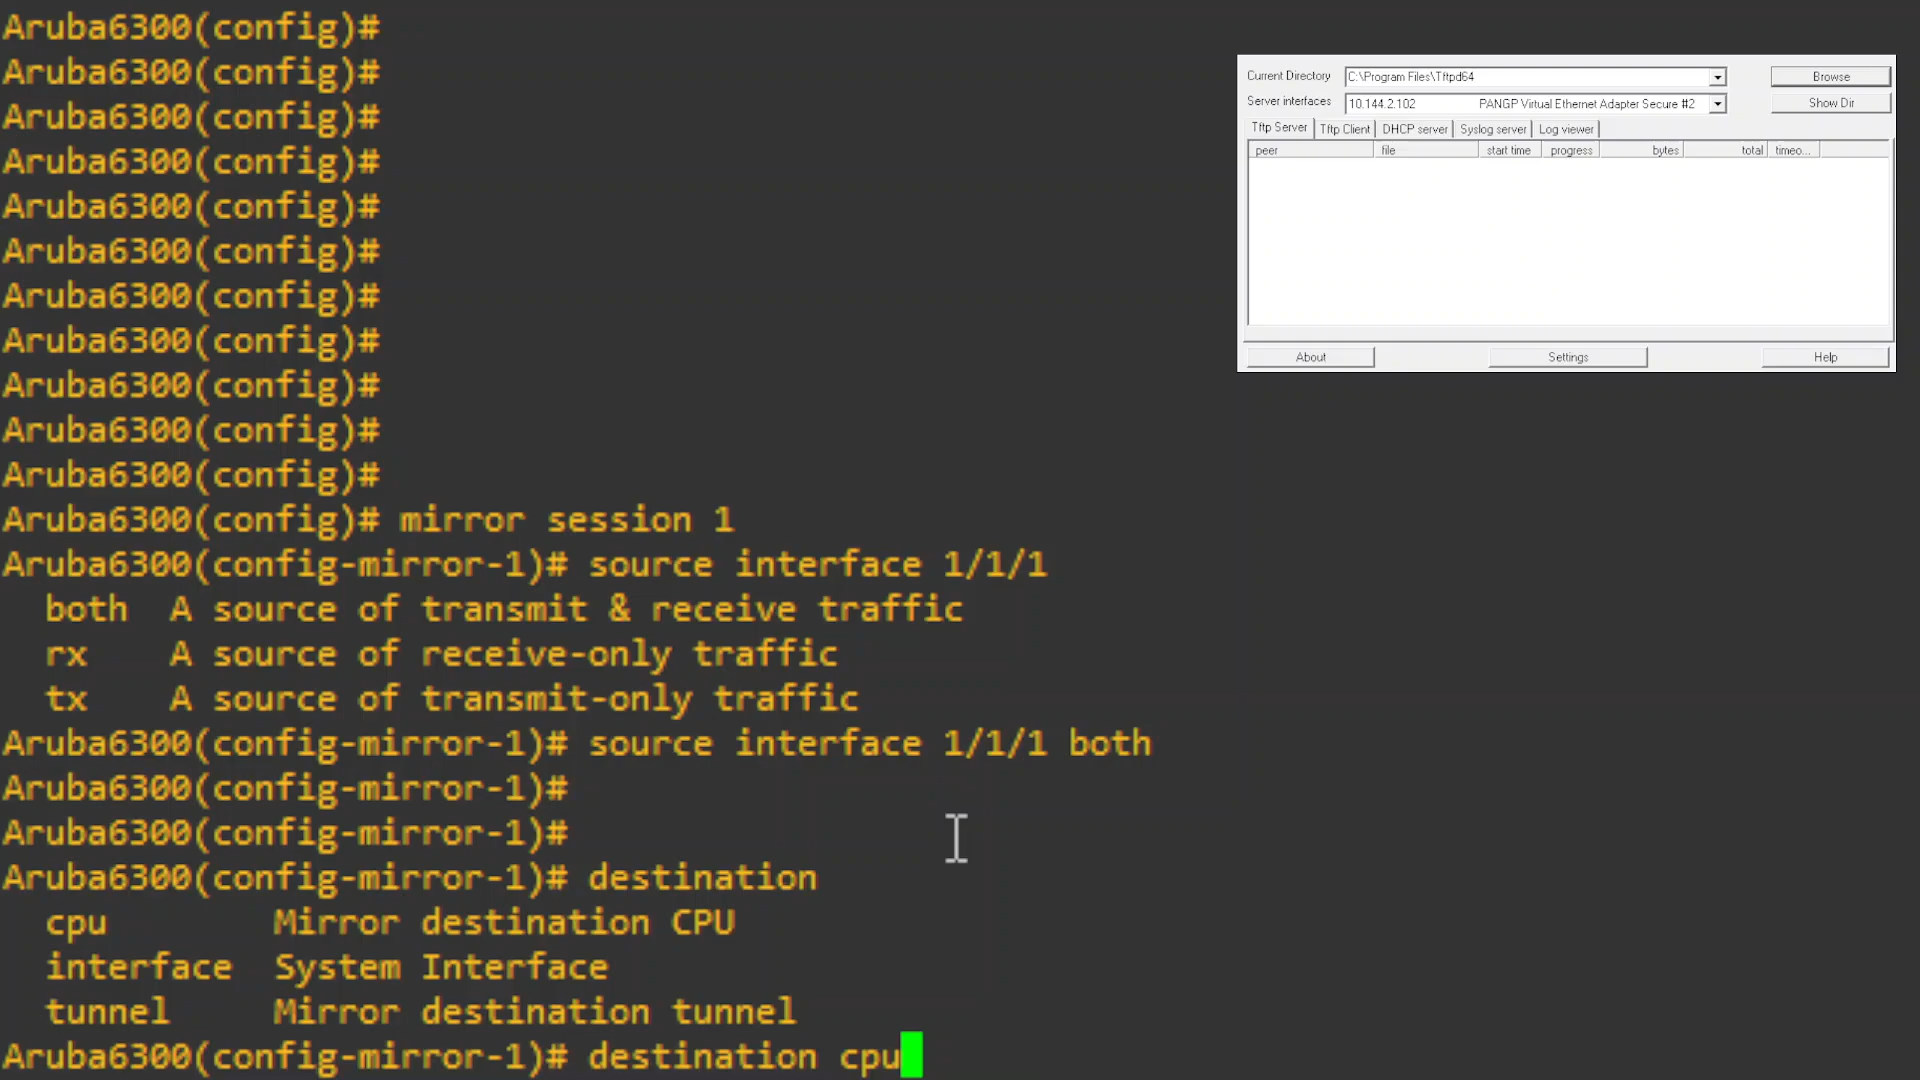 Aruba6300(config)#
Aruba6300(config)#
Aruba6300(config)#
Aruba6300(config)#
Aruba6300(config)#
Aruba6300(config)#
Aruba6300(config)#
Aruba6300(config)#
Aruba6300(config)#
Aruba6300(config)#
Aruba6300(config)#
Aruba6300(config)# mirror session 1
Aruba6300(config-mirror-1)# source interface 1/1/1
both A source of transmit & receive traffic
rx A source of receive-only traffic
tx A source of transmit-only traffic
Aruba6300(config-mirror-1)# source interface 1/1/1 both
Aruba6300(config-mirror-1)#
Aruba6300(config-mirror-1)#
Aruba6300(config-mirror-1)# destination
cpu Mirror destination CPU
interface System Interface
tunnel Mirror destination tunnel
Aruba6300(config-mirror-1)# destination cpu
Current Directory C:\Program Files\Tftpd64 Browse
Server interfaces 10.144.2.102 PANGP Virtual Ethernet Adapter Secure #2 Show Dir
Tftp Server Tftp Client DHCP server Syslog server Log viewer
peer file start time progress bytes total timeo...
About Settings Help